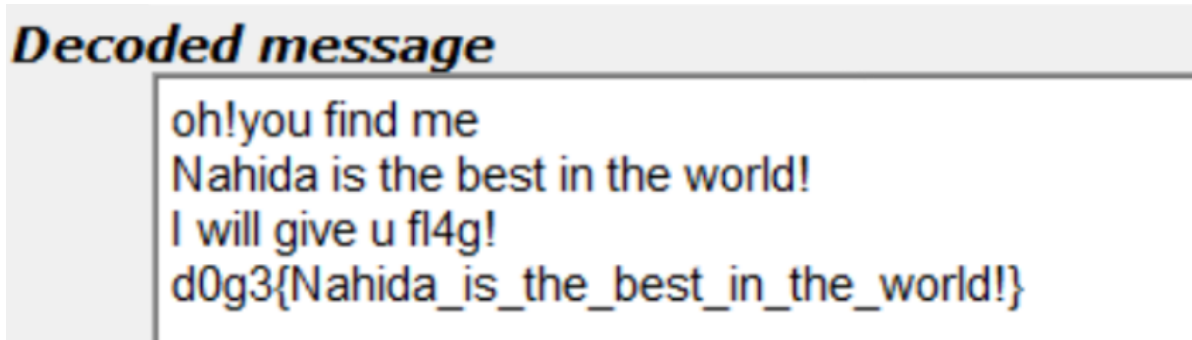 Decoded message
oh!you find me
Nahida is the best in the world!
I will give u fl4g!
d0g3{Nahida_is_the_best_in_the_world!}